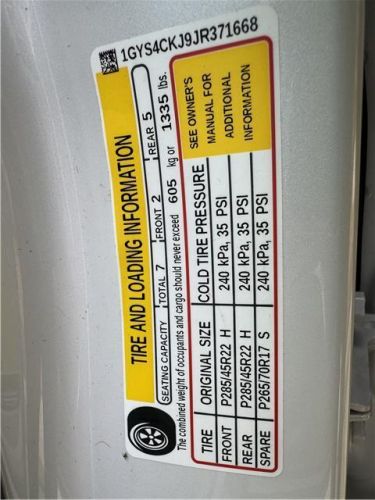 1GYS4CKJ9JR371668
TIRE AND LOADING INFORMATION
SEATING CAPACITY TOTAL 7 FRONT 2 REAR 5
The combined weight of occupants and cargo should never exceed 605 kg or 1335 lbs.
TIRE ORIGINAL SIZE COLD TIRE PRESSURE
FRONT P285/45R22 H 240 kPa, 35 PSI
REAR P285/45R22 H 240 kPa, 35 PSI
SPARE P265/70R17 S 240 kPa, 35 PSI
SEE OWNER'S
MANUAL FOR
ADDITIONAL
INFORMATION